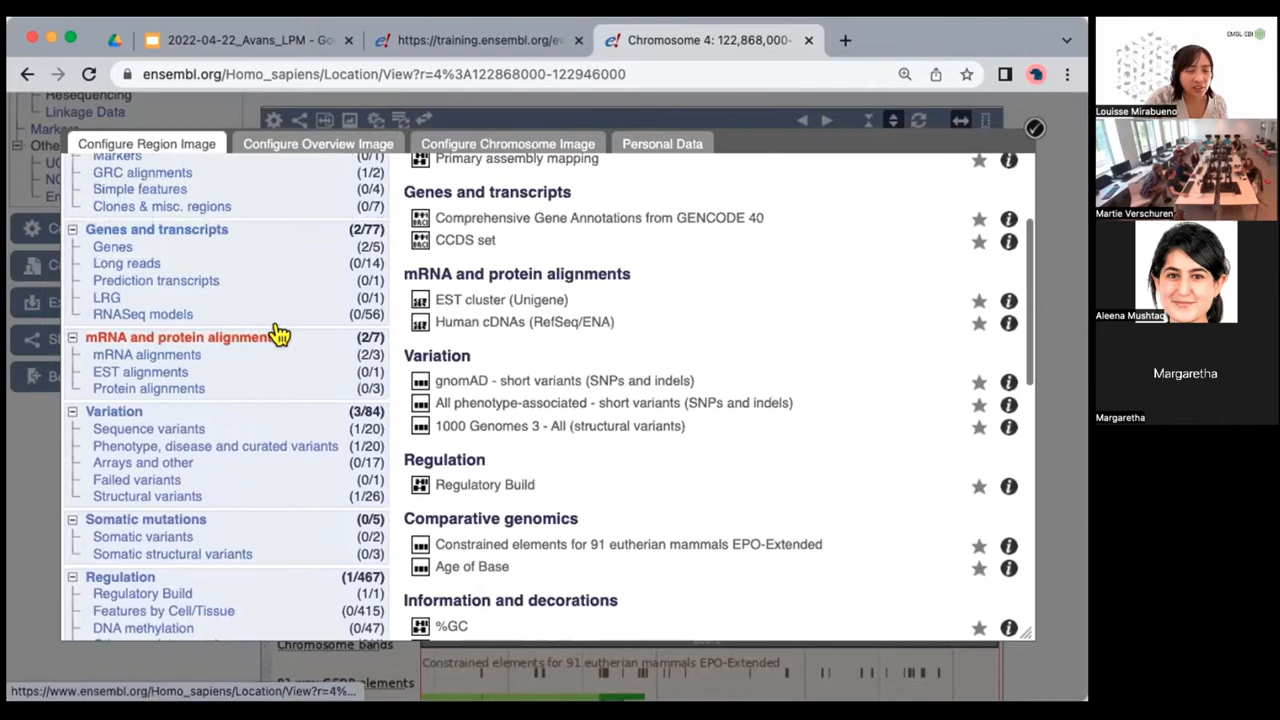 2022-04-22_Avans_LPM - Go
https://training.ensembl.org/ev
Chromosome 4: 122,868,000-
ensembl.org/Homo_sapiens/Location/View?r=4%3A122868000-122946000
Resequencing
Linkage Data
Configure Region Image
Configure Overview Image
Configure Chromosome Image
Personal Data
Markers (0/1)
GRC alignments (1/2)
Simple features (0/4)
Clones & misc. regions (0/7)
Genes and transcripts (2/77)
Genes (2/5)
Long reads (0/14)
Prediction transcripts (0/1)
LRG (0/1)
RNASeq models (0/56)
mRNA and protein alignmen (2/7)
mRNA alignments (2/3)
EST alignments (0/1)
Protein alignments (0/3)
Variation (3/84)
Sequence variants (1/20)
Phenotype, disease and curated variants (1/20)
Arrays and other (0/17)
Failed variants (0/1)
Structural variants (1/26)
Somatic mutations (0/5)
Somatic variants (0/2)
Somatic structural variants (0/3)
Regulation (1/467)
Regulatory Build (1/1)
Features by Cell/Tissue (0/415)
DNA methylation (0/47)
Primary assembly mapping
Genes and transcripts
Comprehensive Gene Annotations from GENCODE 40
CCDS set
mRNA and protein alignments
EST cluster (Unigene)
Human cDNAs (RefSeq/ENA)
Variation
gnomAD - short variants (SNPs and indels)
All phenotype-associated - short variants (SNPs and indels)
1000 Genomes 3 - All (structural variants)
Regulation
Regulatory Build
Comparative genomics
Constrained elements for 91 eutherian mammals EPO-Extended
Age of Base
Information and decorations
%GC
Chromosome bands
Constrained elements for 91 eutherian mammals EPO-Extended
https://www.ensembl.org/Homo_sapiens/Location/View?r=4%...
EMBL-EBI
Louisse Mirabueno
Martie Verschuren
Aleena Mushtaq
Margaretha
Margaretha